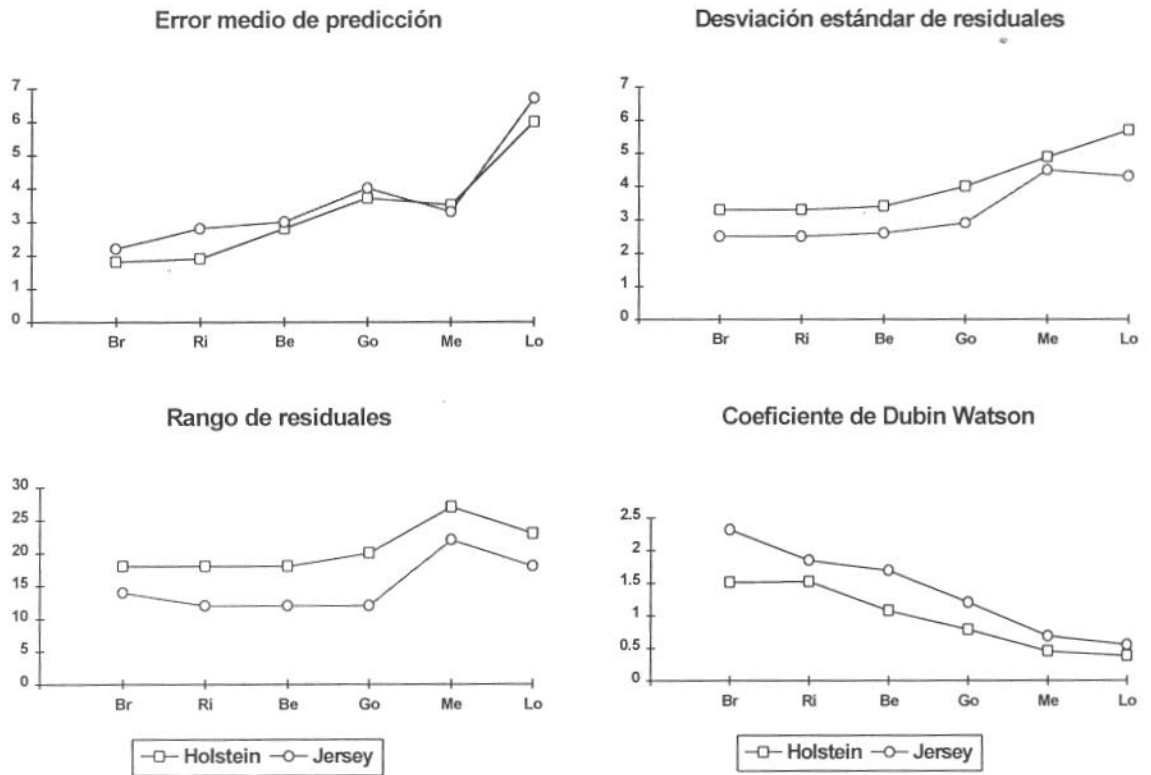 Error medio de predicción
7
6
5
4
3
2
1
0
Br Ri Be Go Me Lo
Desviación estándar de residuales
7
6
5
4
3
2
1
0
Br Ri Be Go Me Lo
Rango de residuales
30
25
20
15
10
5
0
Br Ri Be Go Me Lo
Holstein Jersey
Coeficiente de Dubin Watson
2.5
2
1.5
1
0.5
0
Br Ri Be Go Me Lo
Holstein Jersey